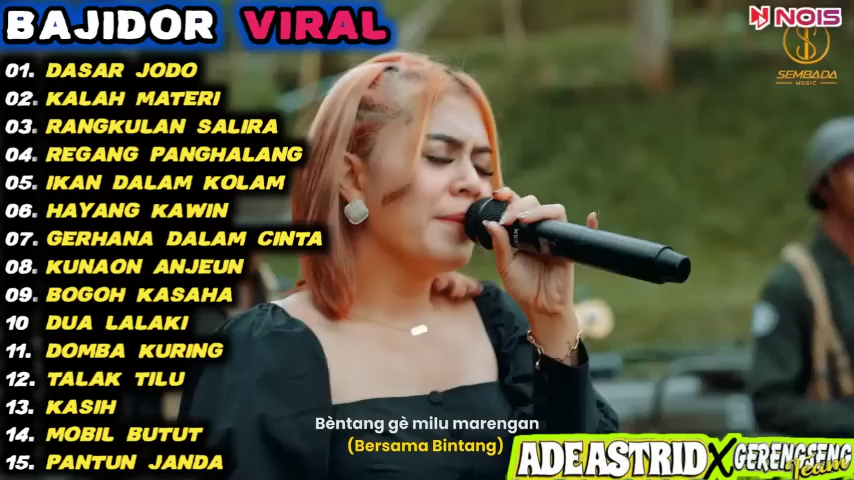 BAJIDOR VIRAL
NOIS
SEMBADA
MUSIC
01. DASAR JODO
02. KALAH MATERI
03. RANGKULAN SALIRA
04. REGANG PANGHALANG
05. IKAN DALAM KOLAM
06. HAYANG KAWIN
07. GERHANA DALAM CINTA
08. KUNAON ANJEUN
09. BOGOH KASAHA
10 DUA LALAKI
11. DOMBA KURING
12. TALAK TILU
13. KASIH
14. MOBIL BUTUT
15. PANTUN JANDA
Bèntang gè milu marengan
(Bersama Bintang)
ADE ASTRID X GERENGSENG
Team